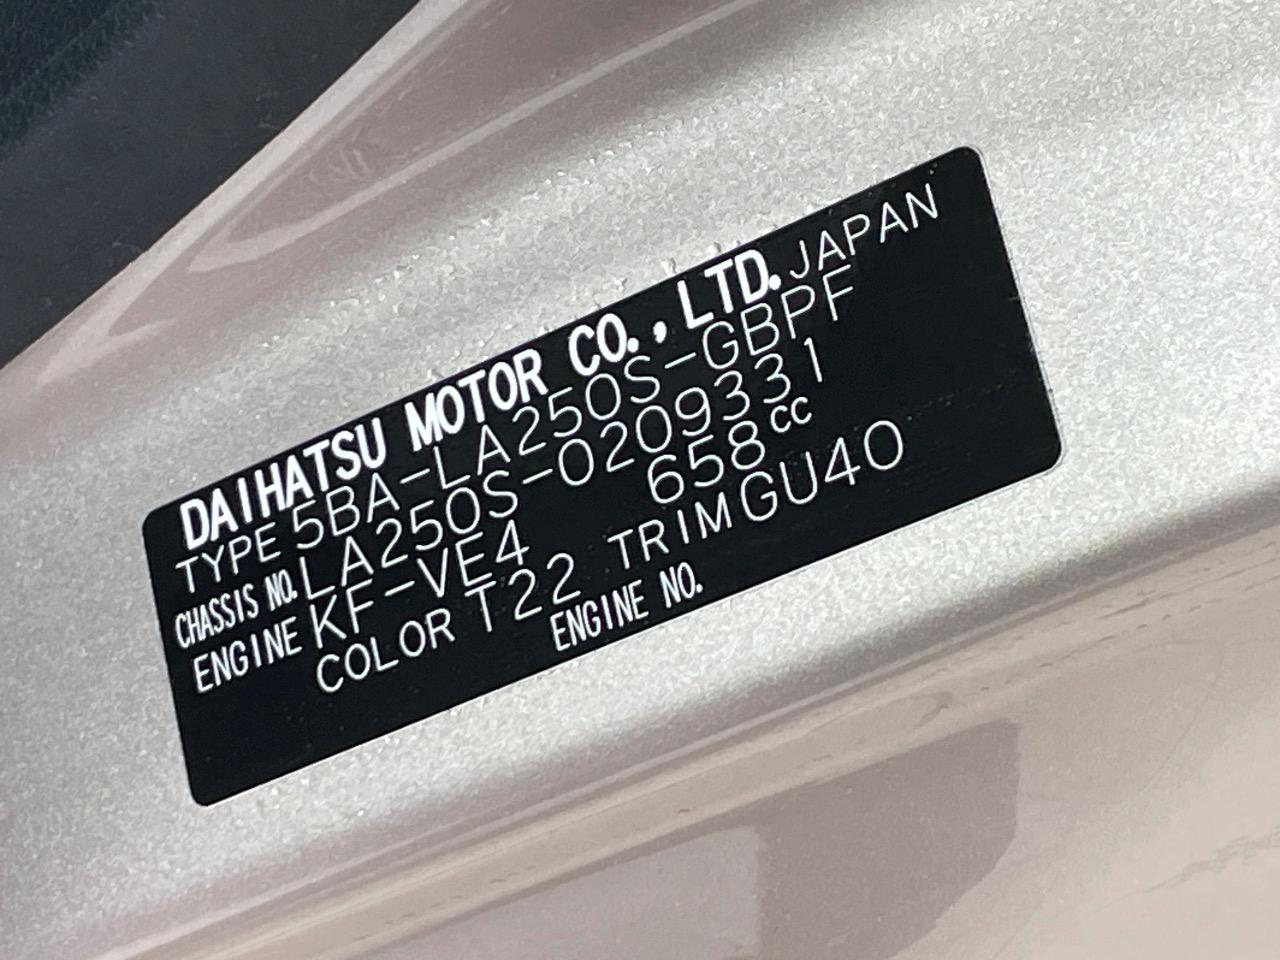 DAIHATSU MOTOR CO., LTD. JAPAN
TYPE 5BA-LA250S-GBPF
CHASSIS NO. LA250S-0209331
ENGINE KF-VE4 658cc
COLOR T22 TRIM GU40
ENGINE NO.